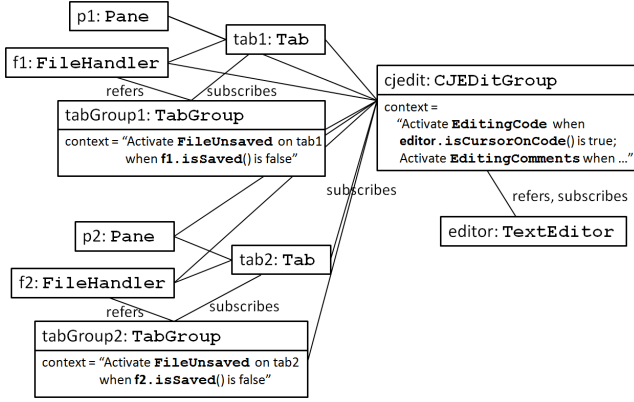 p1: Pane
tab1: Tab
f1: FileHandler
refers
subscribes
tabGroup1: TabGroup
context = “Activate FileUnsaved on tab1
when f1.isSaved() is false”
cjedit: CJEDitGroup
context =
“Activate EditingCode when
editor.isCursorOnCode() is true;
Activate EditingComments when ...”
subscribes
refers, subscribes
editor: TextEditor
p2: Pane
tab2: Tab
f2: FileHandler
refers
subscribes
tabGroup2: TabGroup
context = “Activate FileUnsaved on tab2
when f2.isSaved() is false”